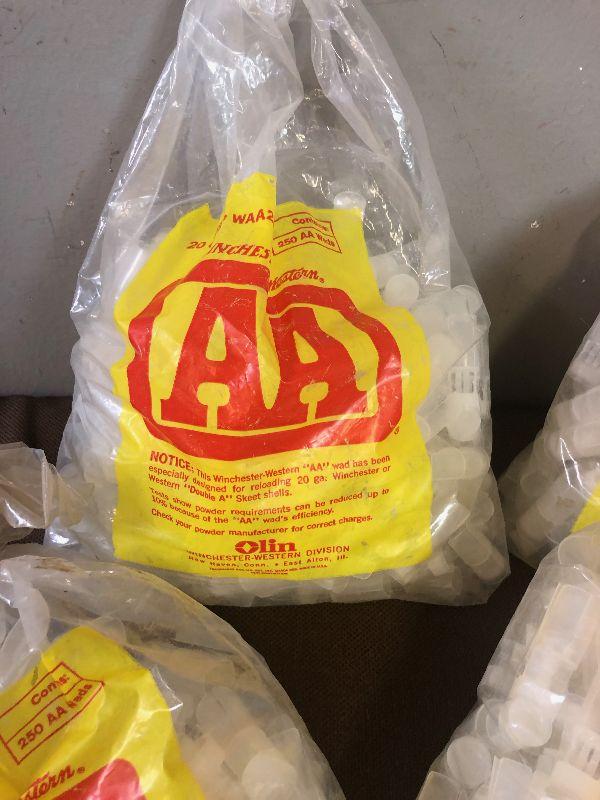 WAA2
Contains
250 AA Wads
20
Western®
AA
®
NOTICE: This Winchester-Western "AA" wad has been
especially designed for reloading 20 ga. Winchester or
Western "Double A" Skeet shells.
Tests show powder requirements can be reduced up to
10% because of the "AA" wad's efficiency.
Check your powder manufacturer for correct charges.
Olin
WINCHESTER-WESTERN DIVISION
New Haven, Conn. • East Alton, Ill.
250 AA Wads